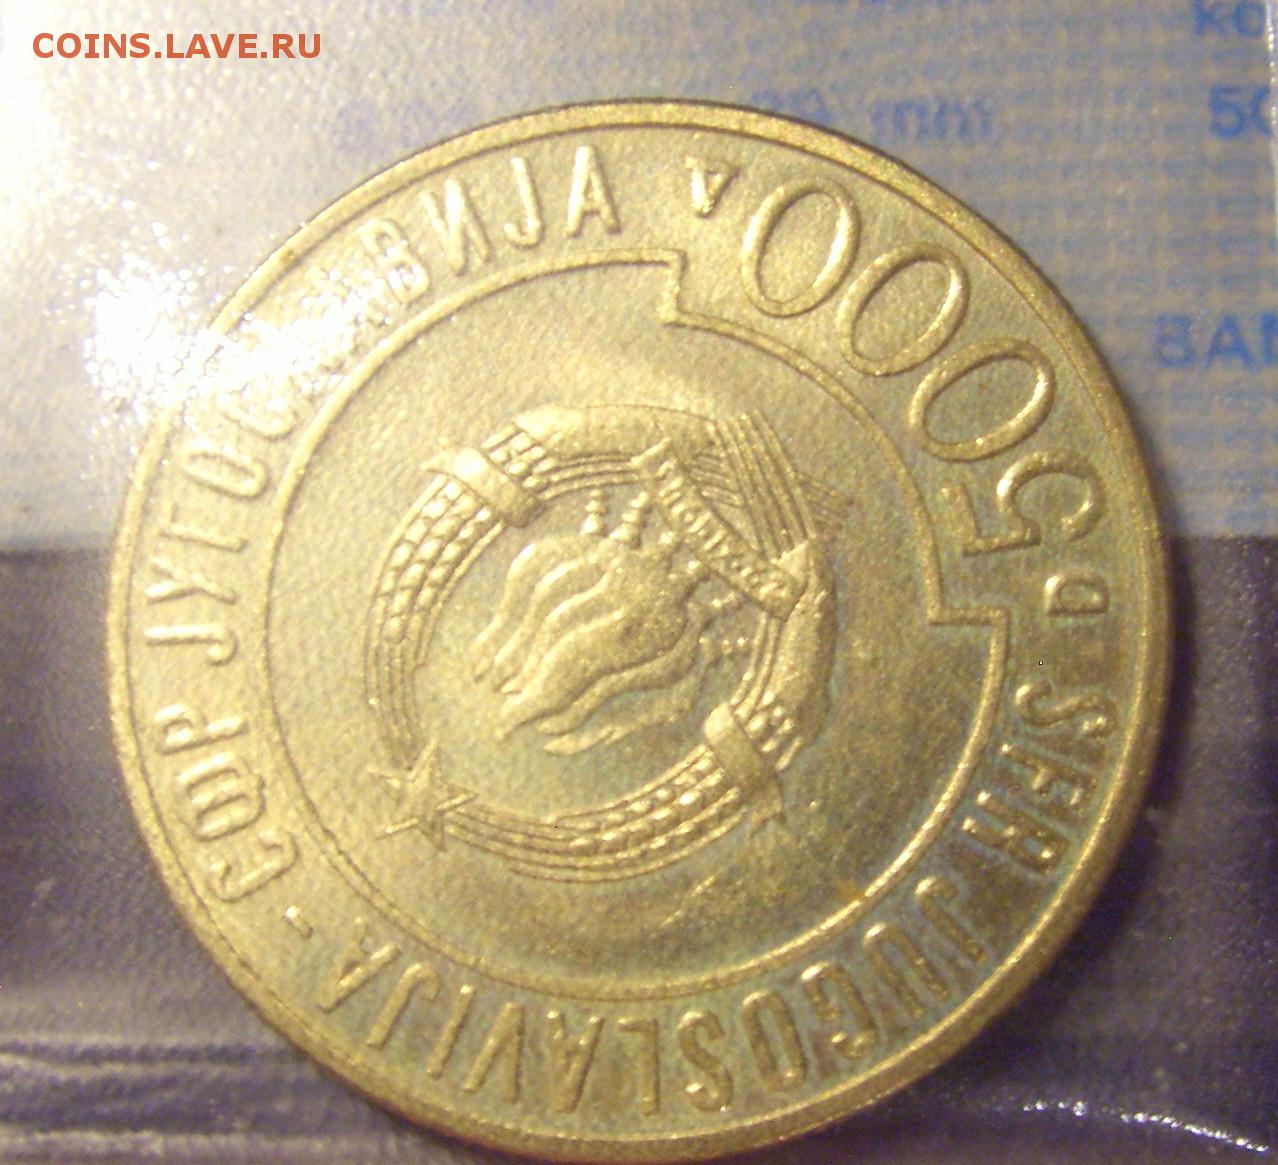 COINS.LAVE.RU
mm
СФР ЈУГОСЛАВИЈА - SFR JUGOSLAVIJA
5000